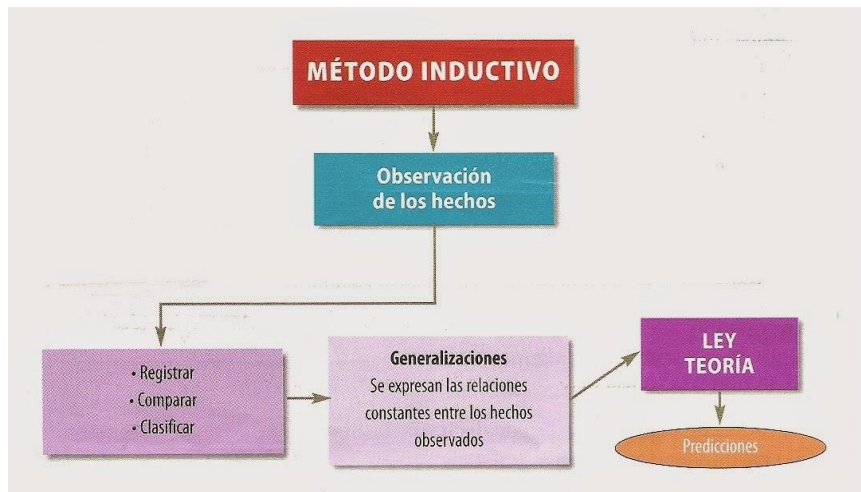 MÉTODO INDUCTIVO
Observación
de los hechos
• Registrar
• Comparar
• Clasificar
Generalizaciones
Se expresan las relaciones
constantes entre los hechos
observados
LEY
TEORÍA
Predicciones